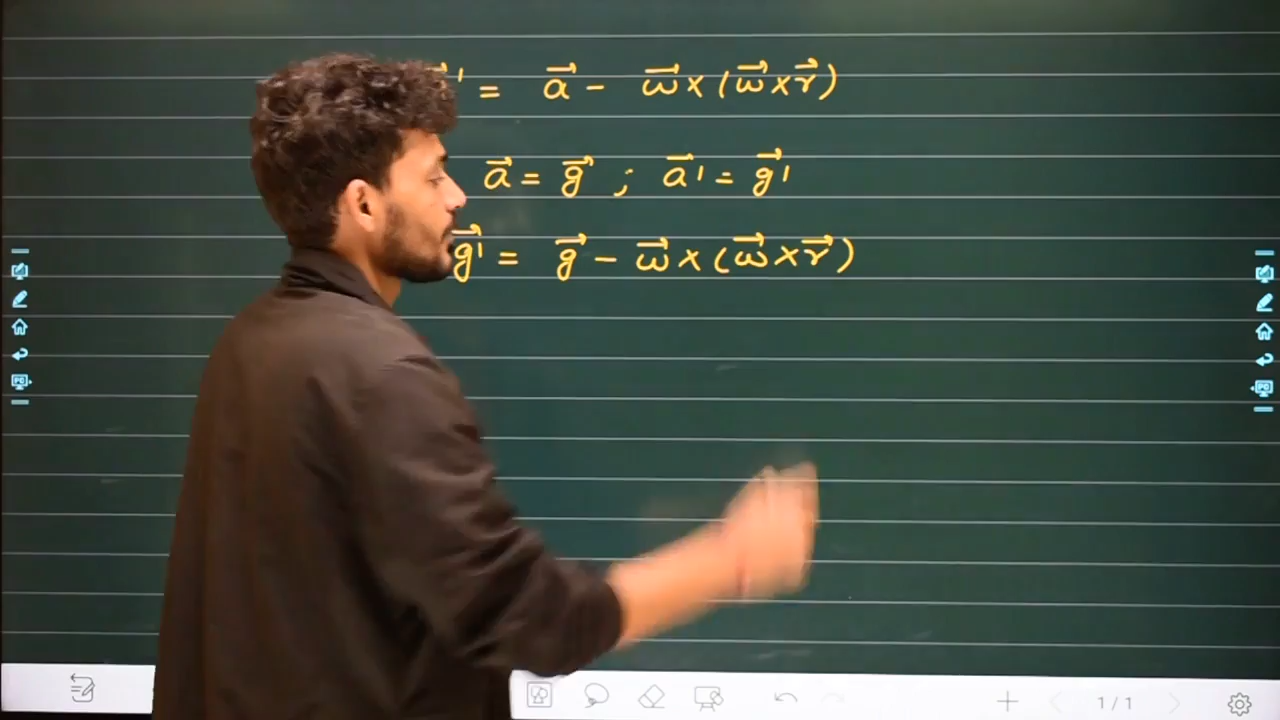 ' = a⃗ - ω⃗ × (ω⃗ × r⃗)
a⃗ = g⃗ ; a⃗' = g⃗'
g⃗' = g⃗ - ω⃗ × (ω⃗ × r⃗)
1/1